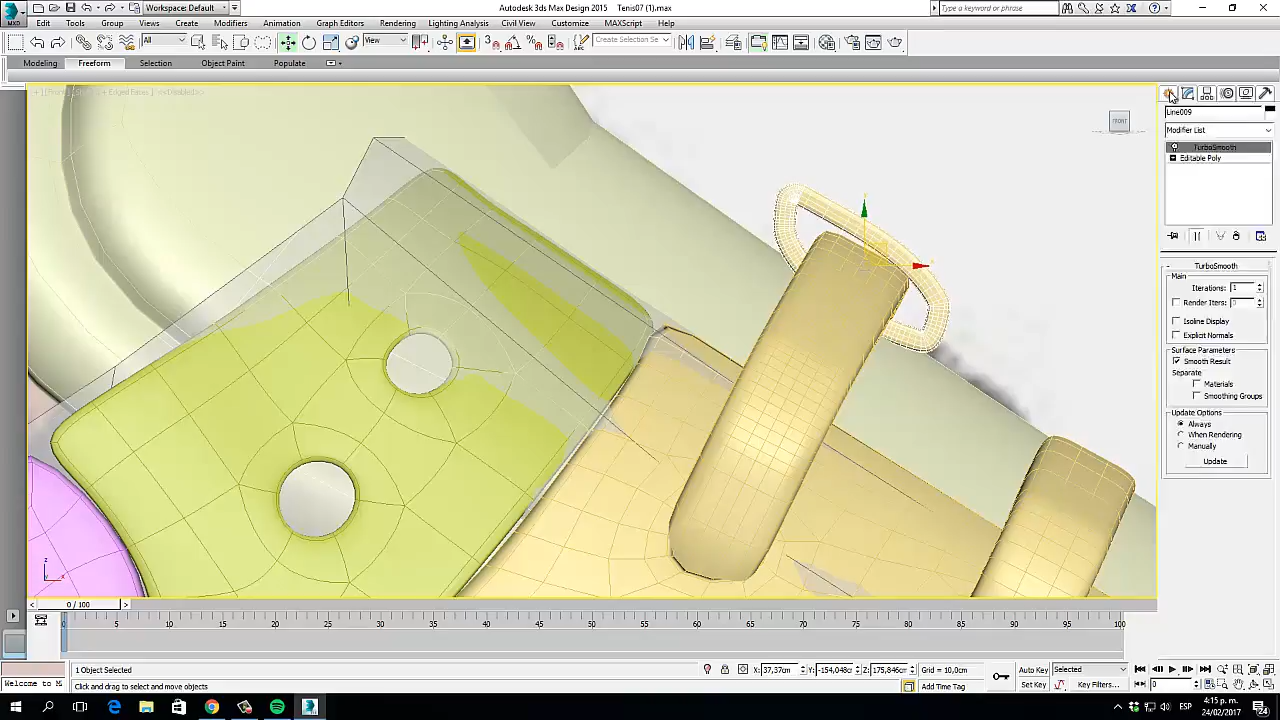 Workspace: Default
Autodesk 3ds Max 2015
Tenis07 (1).max
Type a keyword or phrase
MXD
Edit Tools Group Views Create Modifiers Animation Graph Editors Rendering Lighting Analysis Civil View Customize MAXScript Help
All
View
Create Selection Se
Modeling Freeform Selection Object Paint Populate
FRONT
Line009
Modifier List
TurboSmooth
Editable Poly
TurboSmooth
Main
Iterations: 1
Render Iters:
Isoline Display
Explicit Normals
Surface Parameters
Smooth Result
Separate
Materials
Smoothing Groups
Update Options
Always
When Rendering
Manually
Update
0 / 100
0 5 10 15 20 25 30 35 40 45 50 55 60 65 70 75 80 85 90 95 100
1 Object Selected
X: 37,37cm Y: -154,048c Z: 175,846cm
Grid = 10,0cm
Auto Key
Selected
Welcome to M
Click and drag to select and move objects
Add Time Tag
Set Key
Key Filters...
0
ESP
4:15 p. m.
24/02/2017